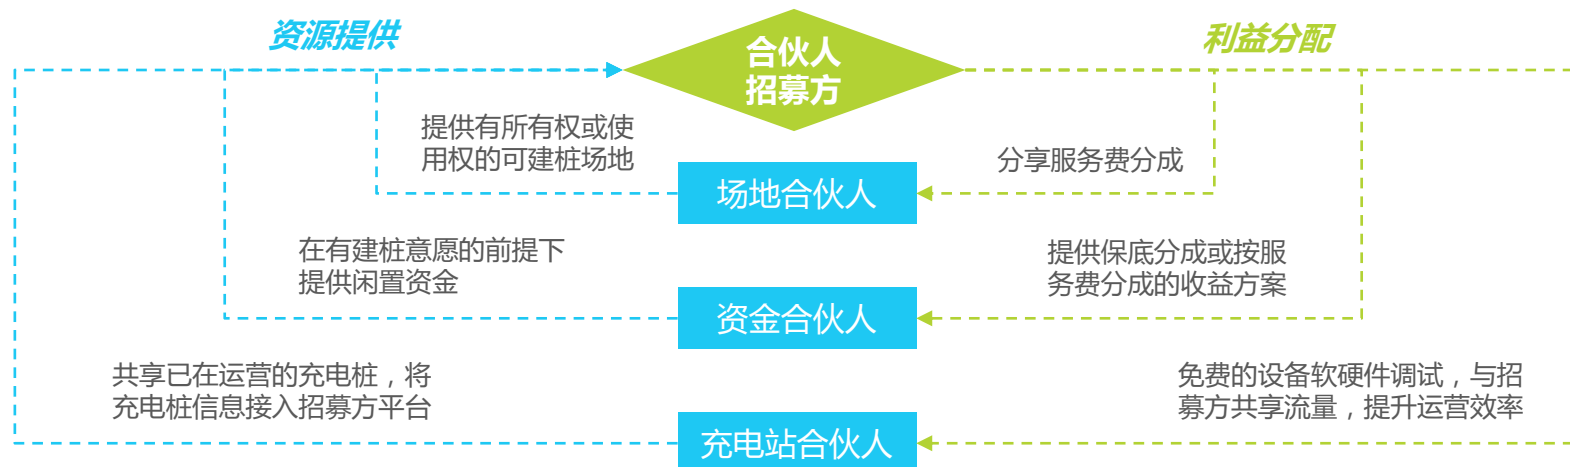 资源提供
合伙人
招募方
利益分配
提供有所有权或使
用权的可建桩场地
场地合伙人
分享服务费分成
在有建桩意愿的前提下
提供闲置资金
资金合伙人
提供保底分成或按服
务费分成的收益方案
共享已在运营的充电桩，将
充电桩信息接入招募方平台
充电站合伙人
免费的设备软硬件调试，与招
募方共享流量，提升运营效率